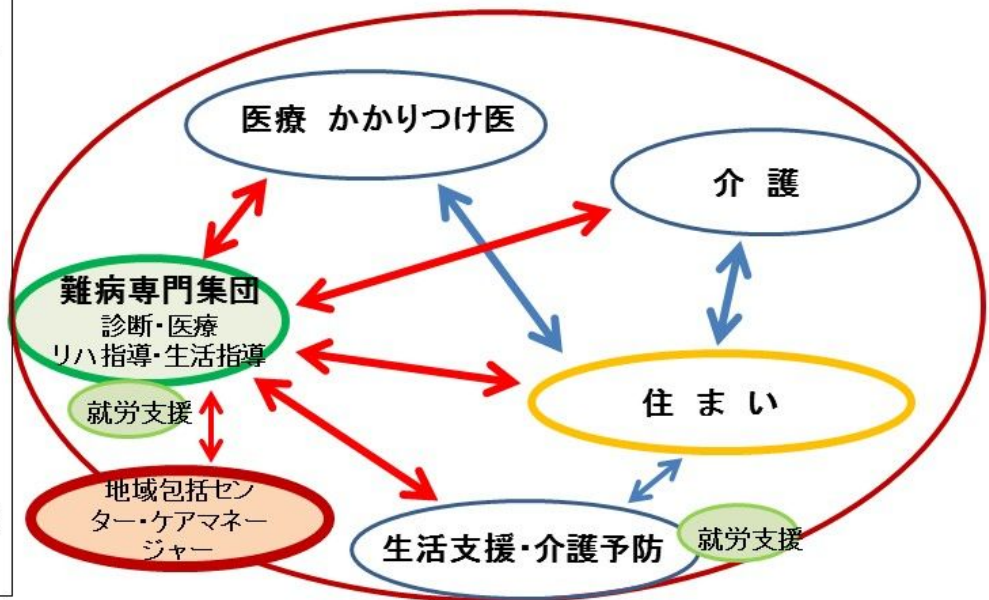 医療 かかりつけ医
介 護
難病専門集団
診断・医療
リハ指導・生活指導
就労支援
住 ま い
地域包括セン
ター・ケアマネー
ジャー
生活支援・介護予防
就労支援